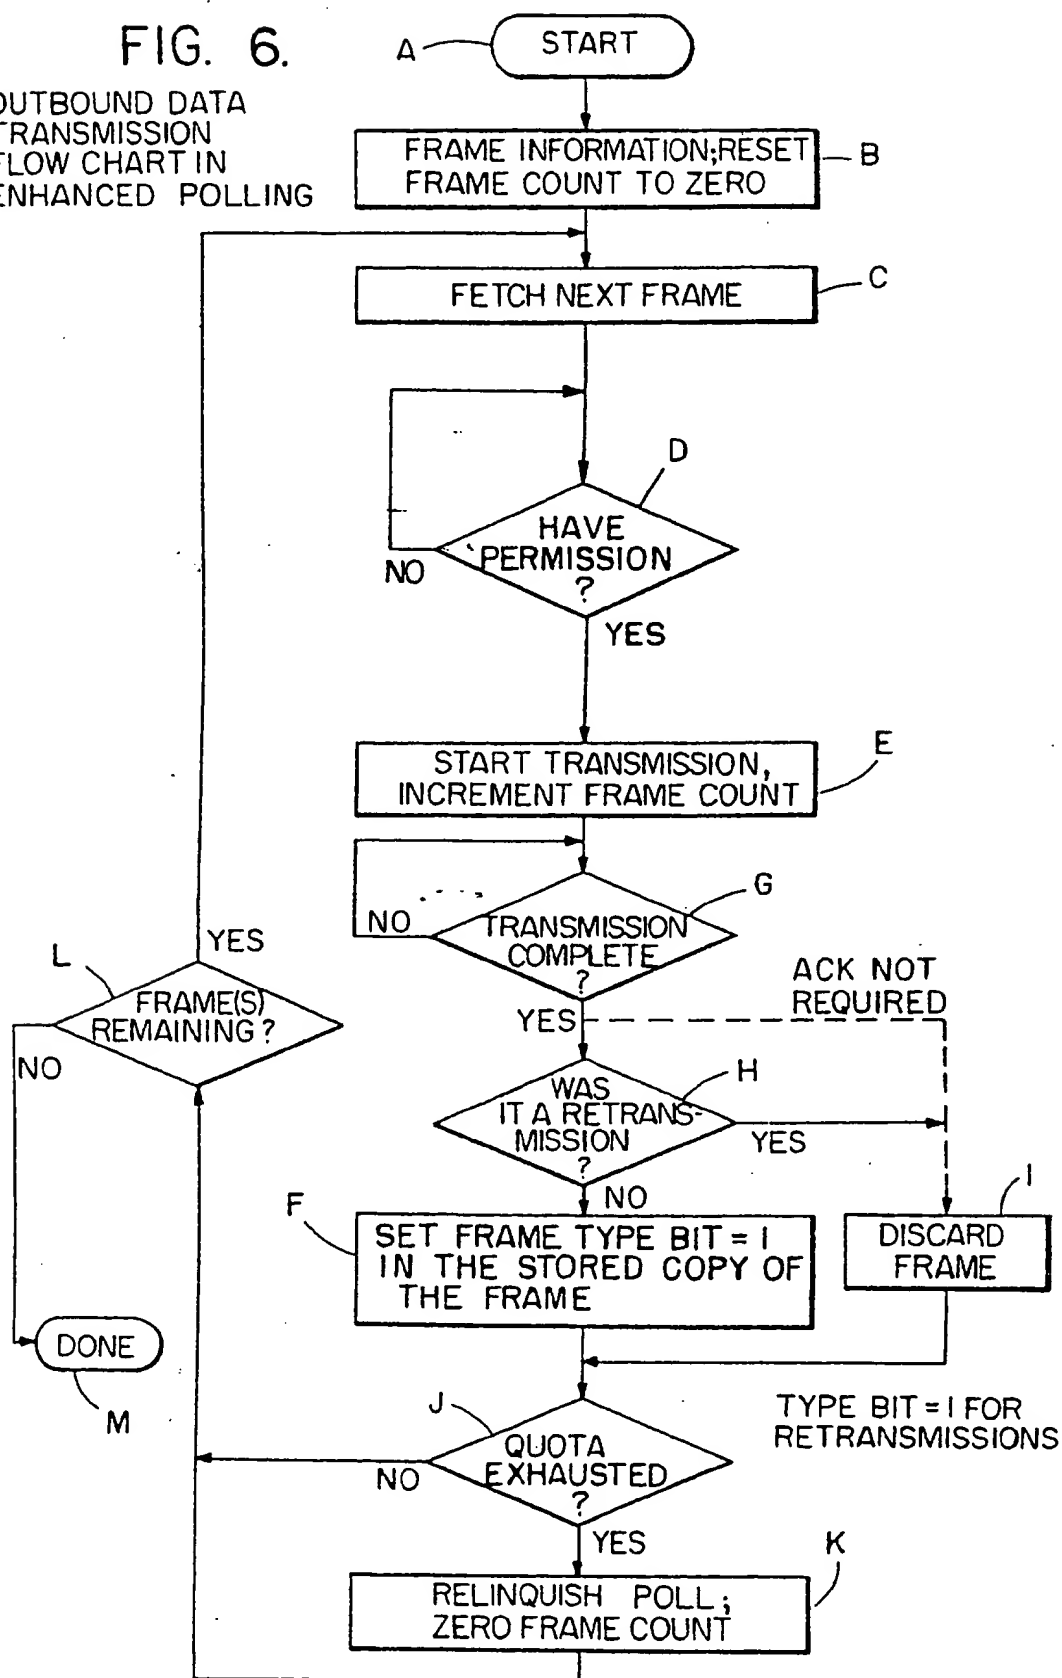 FIG. 6.
OUTBOUND DATA
TRANSMISSION
FLOW CHART IN
ENHANCED POLLING
A
START
FRAME INFORMATION;RESET
FRAME COUNT TO ZERO
B
FETCH NEXT FRAME
C
D
HAVE
PERMISSION
?
NO
YES
START TRANSMISSION,
INCREMENT FRAME COUNT
E
G
TRANSMISSION
COMPLETE
?
NO
YES
ACK NOT
REQUIRED
L
YES
FRAME(S)
REMAINING ?
NO
H
WAS
IT A RETRANS-
MISSION
?
YES
NO
F
SET FRAME TYPE BIT = 1
IN THE STORED COPY OF
THE FRAME
I
DISCARD
FRAME
DONE
M
J
QUOTA
EXHAUSTED
?
NO
YES
TYPE BIT = 1 FOR
RETRANSMISSIONS
K
RELINQUISH POLL;
ZERO FRAME COUNT